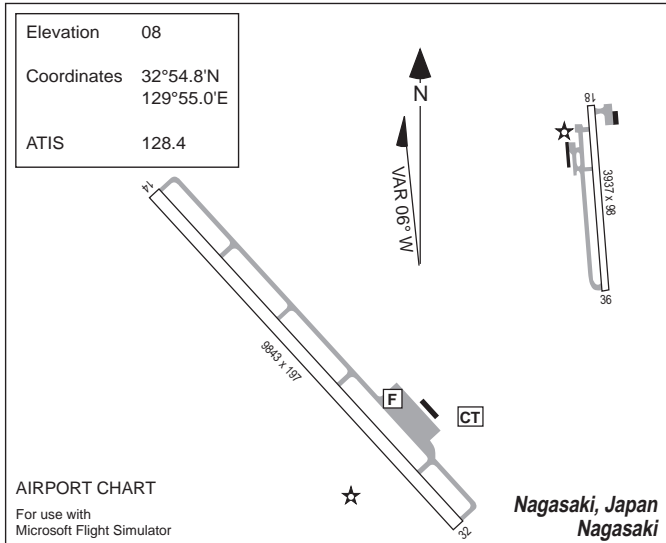 Elevation 08
Coordinates 32°54.8'N
129°55.0'E
ATIS 128.4
N
VAR 06° W
18
3937 x 98
36
14
9843 x 197
F
CT
32
AIRPORT CHART
For use with
Microsoft Flight Simulator
Nagasaki, Japan
Nagasaki